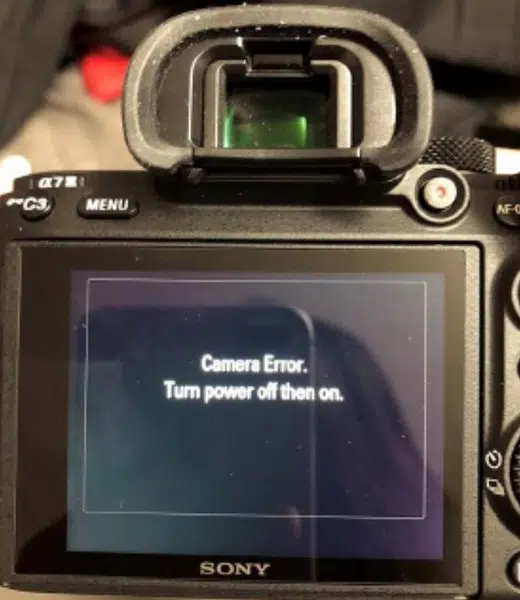 α7III
C3
MENU
AF-O
Camera Error.
Turn power off then on.
SONY